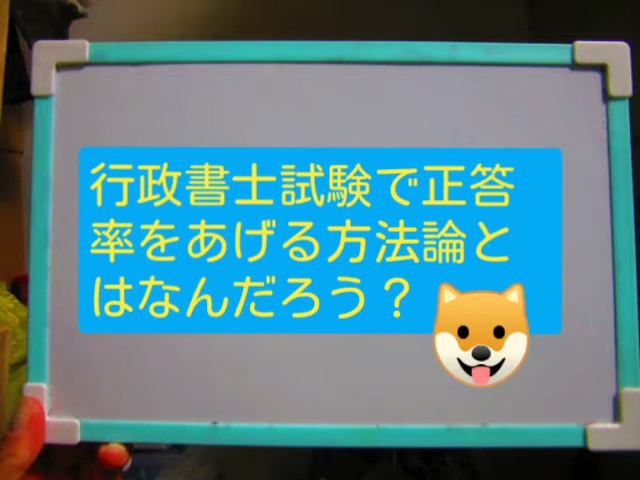 行政書士試験で正答
率をあげる方法論と
はなんだろう？